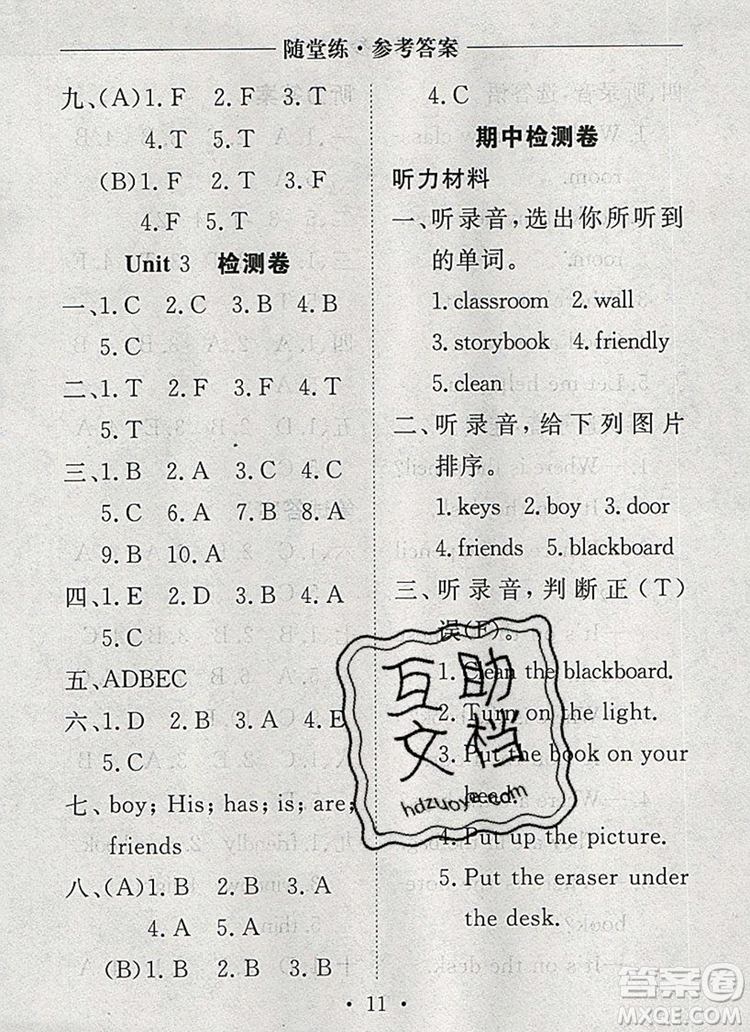 随堂练·参考答案
九、(A)1. F 2. F 3. T
4. T 5. T
(B)1. F 2. T 3. T
4. F 5. T
Unit 3 检测卷
一、1. C 2. C 3. B 4. B
5. C
二、1. T 2. F 3. F 4. T
5. T
三、1. B 2. A 3. C 4. A
5. C 6. A 7. B 8. A
9. B 10. A
四、1. E 2. D 3. B 4. A
5. C
五、ADBEC
六、1. D 2. A 3. B 4. E
5. C
七、boy; His; has; is; are;
friends
八、(A)1. B 2. B 3. A
4. A 5. A 6. B
(B)1. B 2. A 3. D
4. C
期中检测卷
听力材料
一、听录音,选出你所听到
的单词。
1. classroom 2. wall
3. storybook 4. friendly
5. clean
二、听录音,给下列图片
排序。
1. keys 2. boy 3. door
4. friends 5. blackboard
三、听录音,判断正(T)
误(F)。
1. Clean the blackboard.
2. Turn on the light.
3. Put the book on your
head.
4. Put up the picture.
5. Put the eraser under
the desk.
互助
文档
hdzuoye.com
• 11 •
答案圈
MXQE.COM